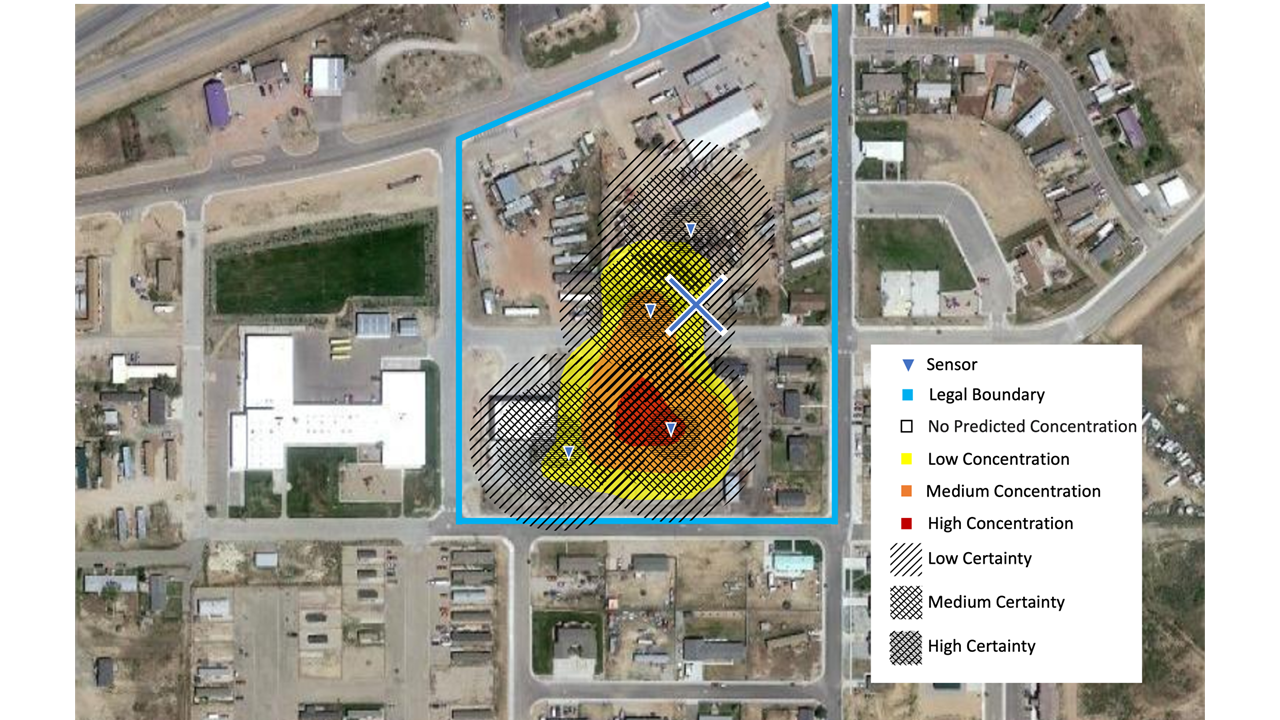 Sensor
Legal Boundary
No Predicted Concentration
Low Concentration
Medium Concentration
High Concentration
Low Certainty
Medium Certainty
High Certainty